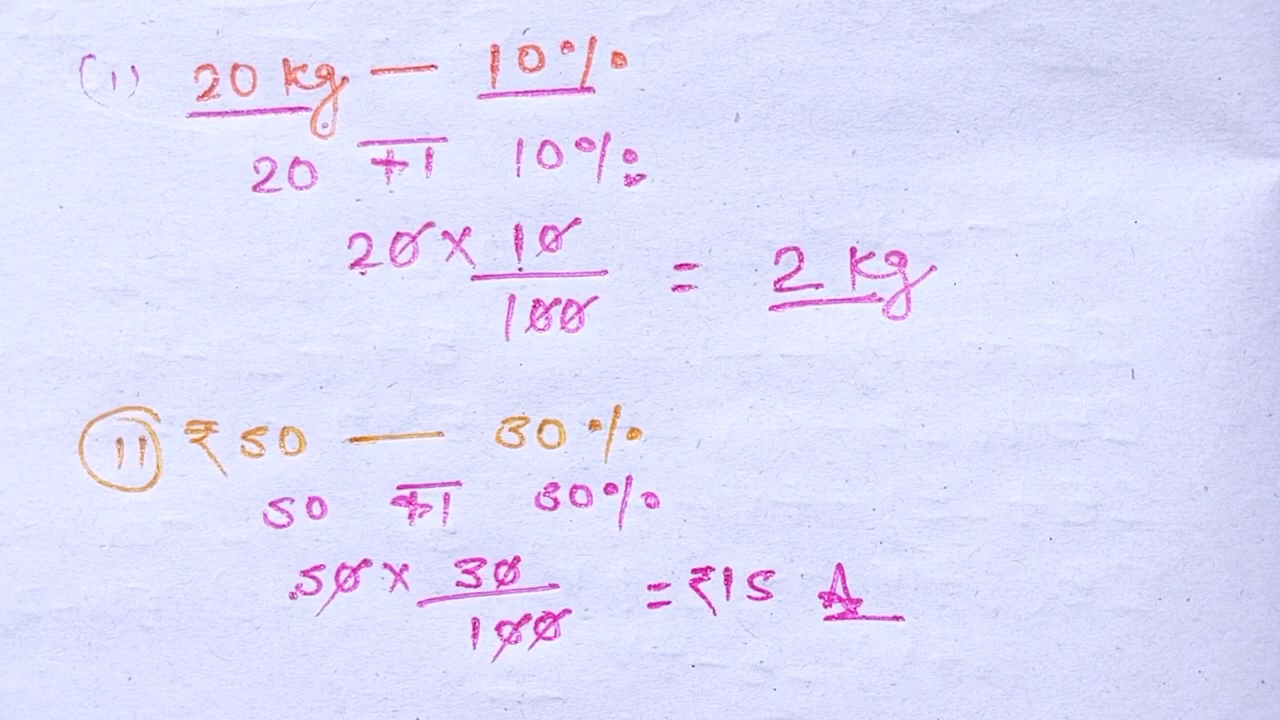 (i) 20 kg — 10%
20 का 10%
20 × 10/100 = 2 kg
(ii) ₹50 — 30%
50 का 30%
50 × 30/100 = ₹15 A